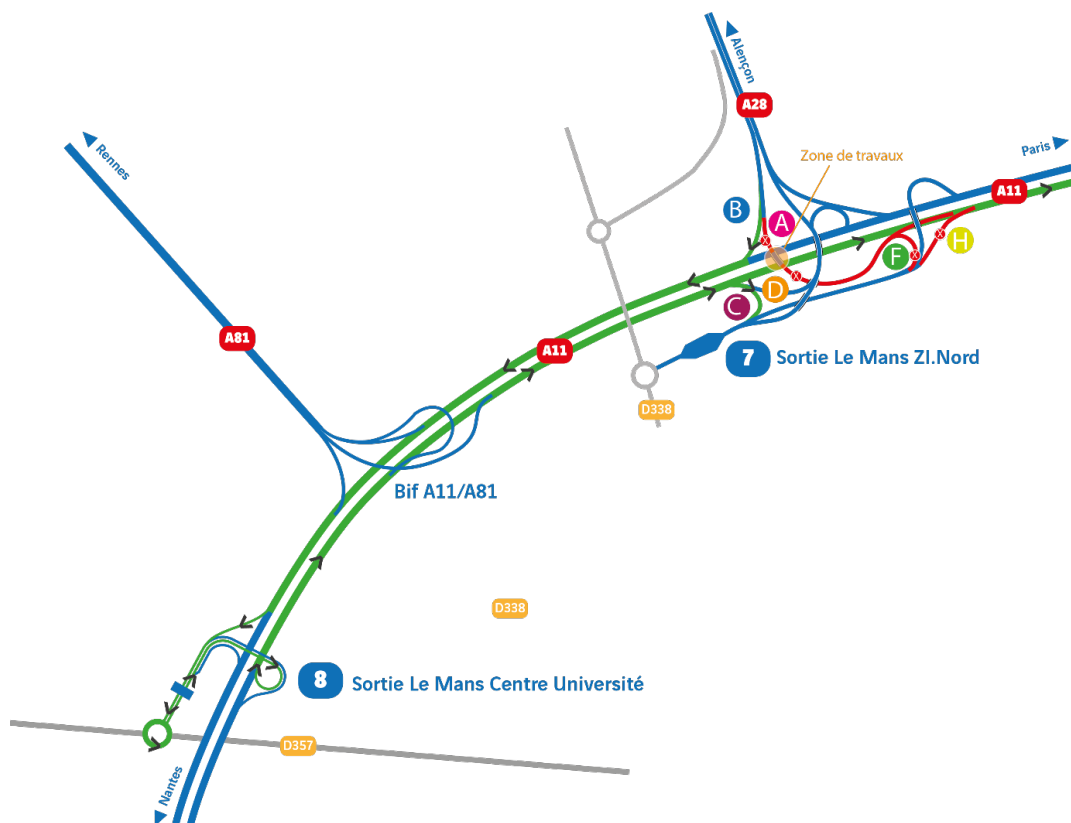 Alençon
A28
Rennes
Zone de travaux
Paris
A11
B
A
F
H
D
C
A81
A11
7 Sortie Le Mans ZI.Nord
D338
Bif A11/A81
D338
8 Sortie Le Mans Centre Université
D357
Nantes